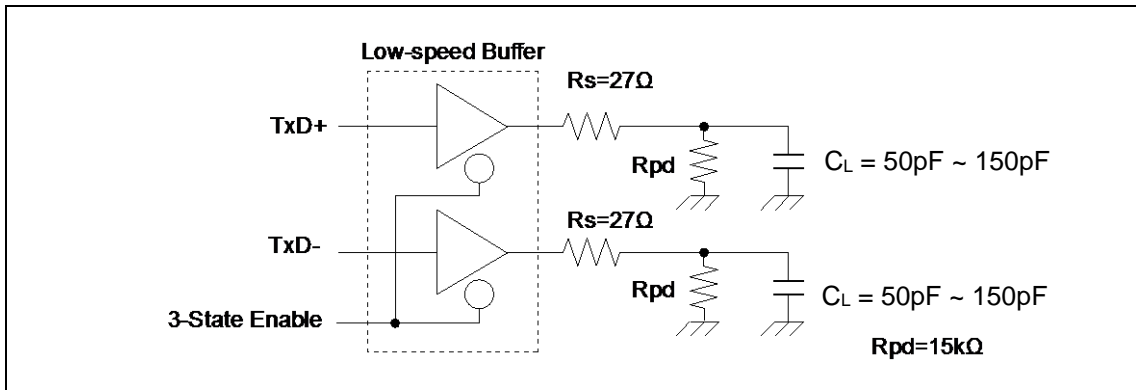 Low-speed Buffer
Rs=27Ω
TxD+
Rpd
CL = 50pF ~ 150pF
Rs=27Ω
TxD-
Rpd
CL = 50pF ~ 150pF
3-State Enable
Rpd=15kΩ